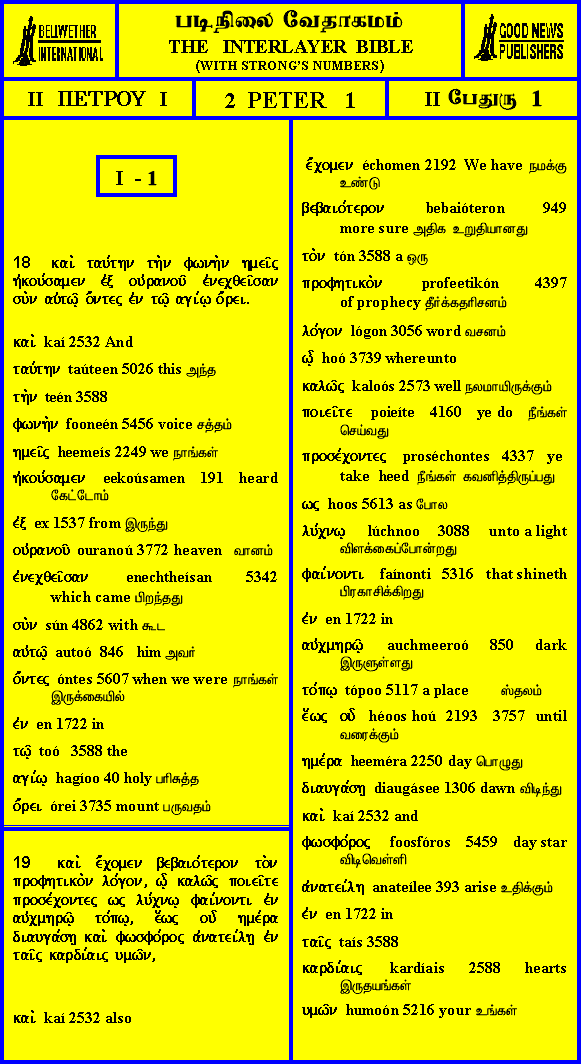 BELLWETHER
INTERNATIONAL
படிநிலை வேதாகமம்
THE INTERLAYER BIBLE
(WITH STRONG'S NUMBERS)
GOOD NEWS
PUBLISHERS
II ΠΕΤΡΟΥ I
2 PETER 1
II பேதுரு 1
I - 1
18 καὶ ταύτην τὴν φωνὴν ημεῖς
ἠκούσαμεν ἐξ οὐρανοῦ ἐνεχθεῖσαν
σὺν αὐτῷ ὄντες ἐν τῷ αγίῳ ὄρει..
καὶ kaí 2532 And
ταύτην taúteen 5026 this அந்த
τὴν teén 3588
φωνὴν fooneén 5456 voice சத்தம்
ημεῖς heemeís 2249 we நாங்கள்
ἠκούσαμεν eekoúsamen 191 heard
கேட்டோம்
ἐξ ex 1537 from இருந்து
οὐρανοῦ ouranoú 3772 heaven வானம்
ἐνεχθεῖσαν enechtheísan 5342
which came பிறந்தது
σὺν sún 4862 with கூட
αὐτῷ autoó 846 him அவர்
ὄντες óntes 5607 when we were நாங்கள்
இருக்கையில்
ἐν en 1722 in
τῷ toó 3588 the
αγίῳ hagíoo 40 holy பரிசுத்த
ὄρει órei 3735 mount பருவதம்
19 καὶ ἔχομεν βεβαιότερον τὸν
προφητικὸν λόγον, ᾧ καλῶς ποιεῖτε
προσέχοντες ως λύχνῳ φαίνοντι ἐν
αὐχμηρῷ τόπῳ, ἕως οὗ ημέρα
διαυγάσῃ καὶ φωσφόρος ἀνατείλῃ ἐν
ταῖς καρδίαις υμῶν,
καὶ kaí 2532 also
ἔχομεν échomen 2192 We have நமக்கு
உண்டு
βεβαιότερον bebaióteron 949
more sure அதிக உறுதியானது
τὸν tón 3588 a ஒரு
προφητικὸν profeetikón 4397
of prophecy தீர்க்கதரிசனம்
λόγον lógon 3056 word வசனம்
ᾧ hoó 3739 whereunto
καλῶς kaloós 2573 well நலமாயிருக்கும்
ποιεῖτε poieíte 4160 ye do நீங்கள்
செய்வது
προσέχοντες proséchontes 4337 ye
take heed நீங்கள் கவனித்திருப்பது
ως hoos 5613 as போல
λύχνῳ lúchnoo 3088 unto a light
விளக்கைப்போன்றது
φαίνοντι faínonti 5316 that shineth
பிரகாசிக்கிறது
ἐν en 1722 in
αὐχμηρῷ auchmeeroó 850 dark
இருளுள்ளது
τόπῳ tópoo 5117 a place ஸ்தலம்
ἕως οὗ héoos hoú 2193 3757 until
வரைக்கும்
ημέρα heeméra 2250 day பொழுது
διαυγάσῃ diaugásee 1306 dawn விடிந்து
καὶ kaí 2532 and
φωσφόρος foosfóros 5459 day star
விடிவெள்ளி
ἀνατείλῃ anateílee 393 arise உதிக்கும்
ἐν en 1722 in
ταῖς taís 3588
καρδίαις kardíais 2588 hearts
இருதயங்கள்
υμῶν humoón 5216 your உங்கள்